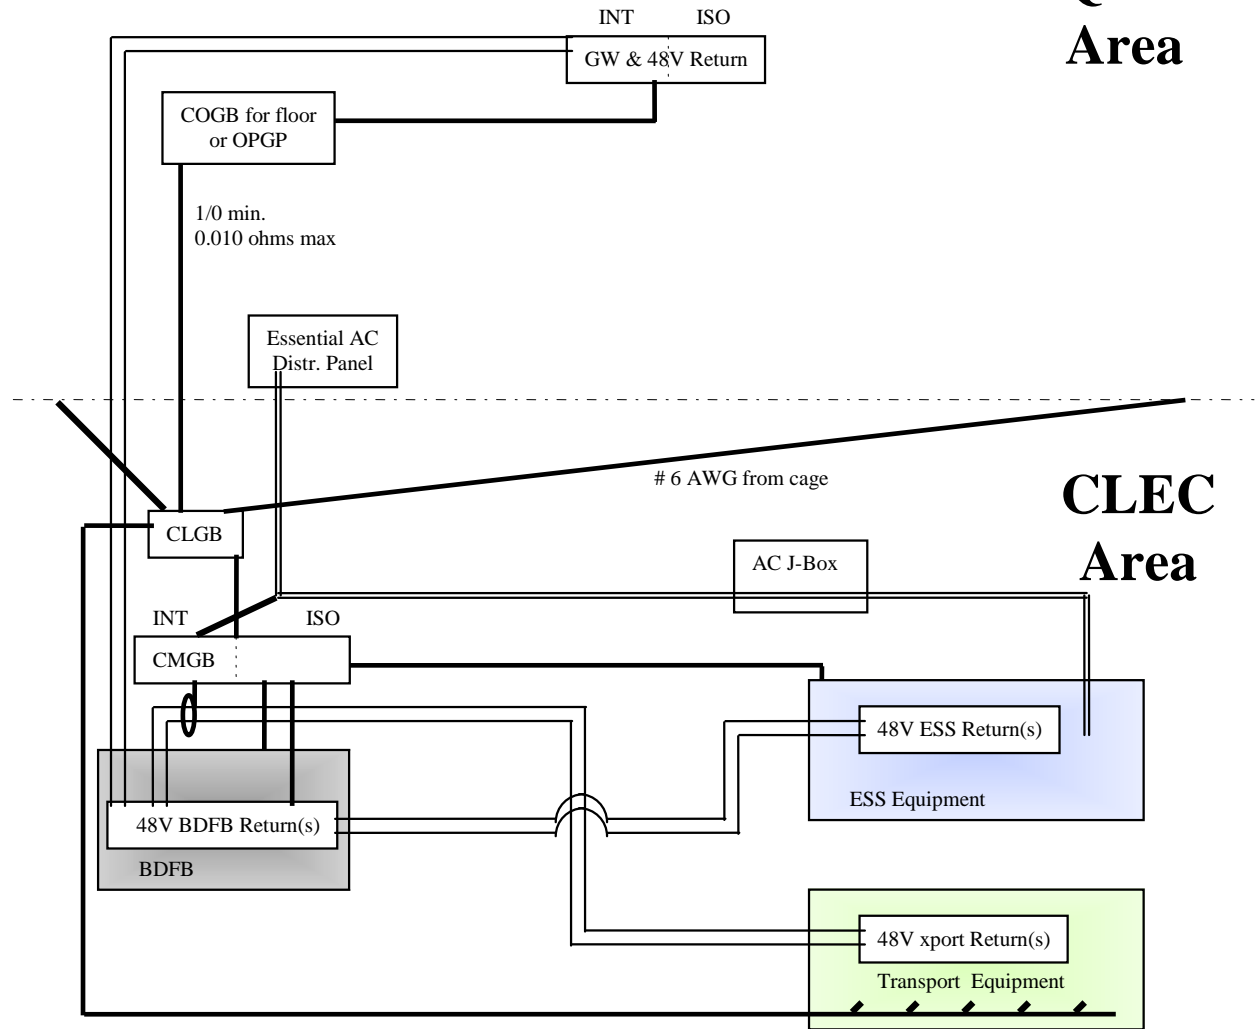 INT ISO
Area
GW & 48V Return
COGB for floor
or OPGP
1/0 min.
0.010 ohms max
Essential AC
Distr. Panel
# 6 AWG from cage
CLEC
Area
CLGB
AC J-Box
INT ISO
CMGB
48V ESS Return(s)
ESS Equipment
48V BDFB Return(s)
BDFB
48V xport Return(s)
Transport Equipment